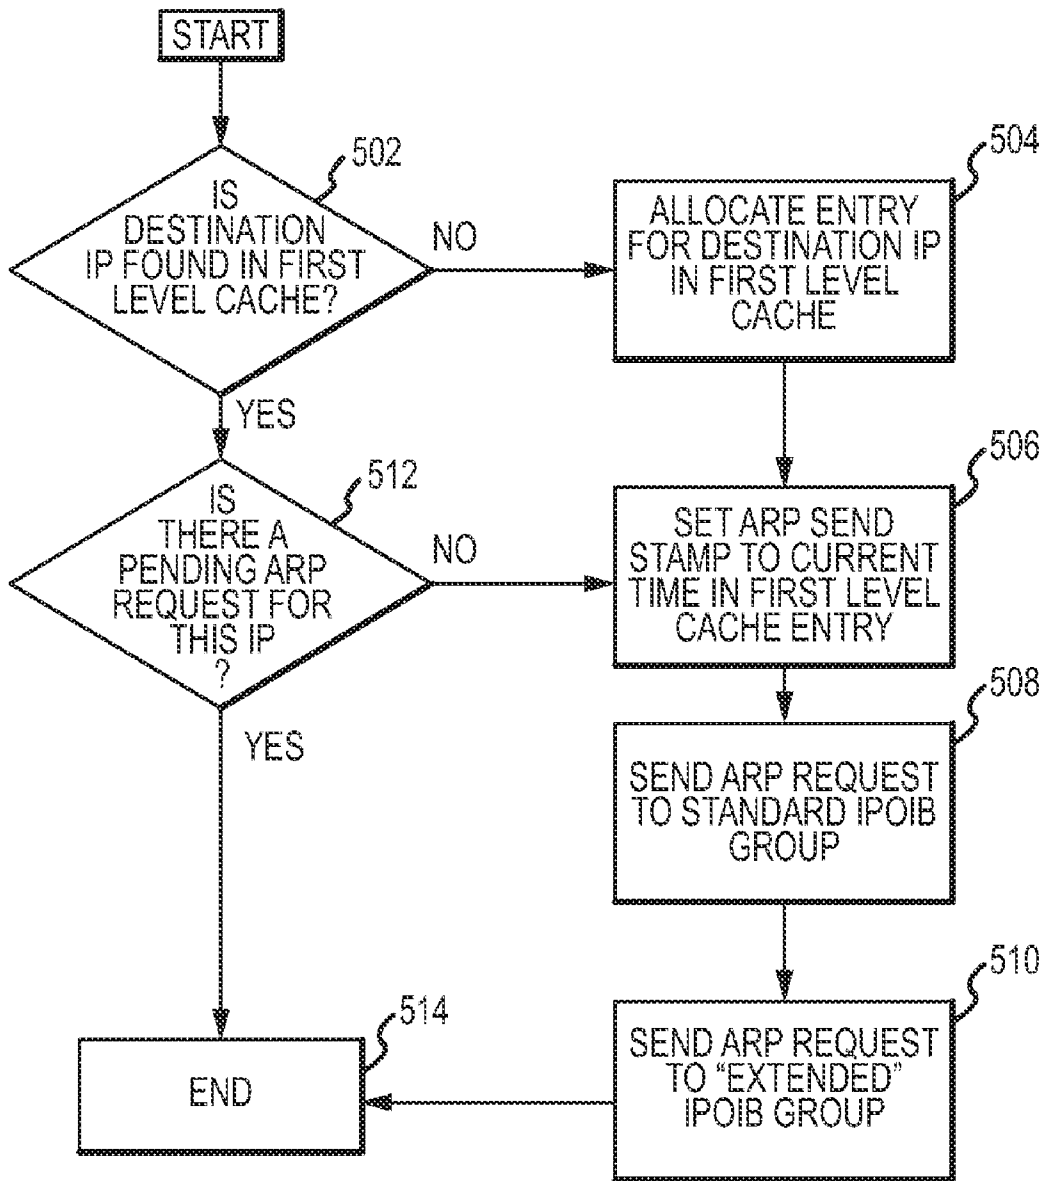 START
502
IS
DESTINATION
IP FOUND IN FIRST
LEVEL CACHE?
NO
504
ALLOCATE ENTRY
FOR DESTINATION IP
IN FIRST LEVEL
CACHE
YES
512
IS
THERE A
PENDING ARP
REQUEST FOR
THIS IP
?
NO
506
SET ARP SEND
STAMP TO CURRENT
TIME IN FIRST LEVEL
CACHE ENTRY
YES
508
SEND ARP REQUEST
TO STANDARD IPOIB
GROUP
510
SEND ARP REQUEST
TO "EXTENDED"
IPOIB GROUP
514
END